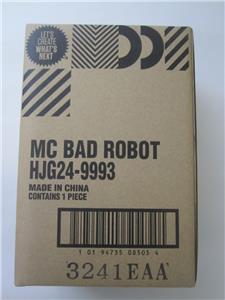 LET'S
CREATE
WHAT'S
NEXT
MC BAD ROBOT
HJG24-9993
MADE IN CHINA
CONTAINS 1 PIECE
1 01 94735 08505 4
3241EAA